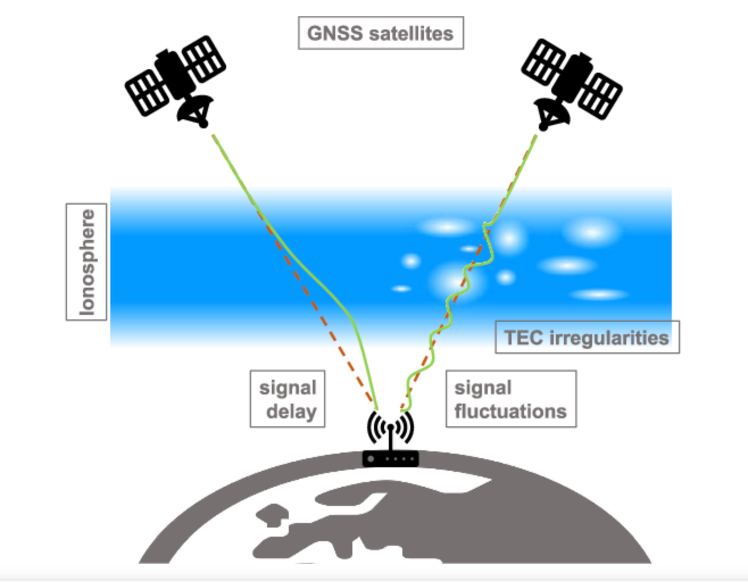 GNSS satellites
Ionosphere
TEC irregularities
signal
delay
signal
fluctuations